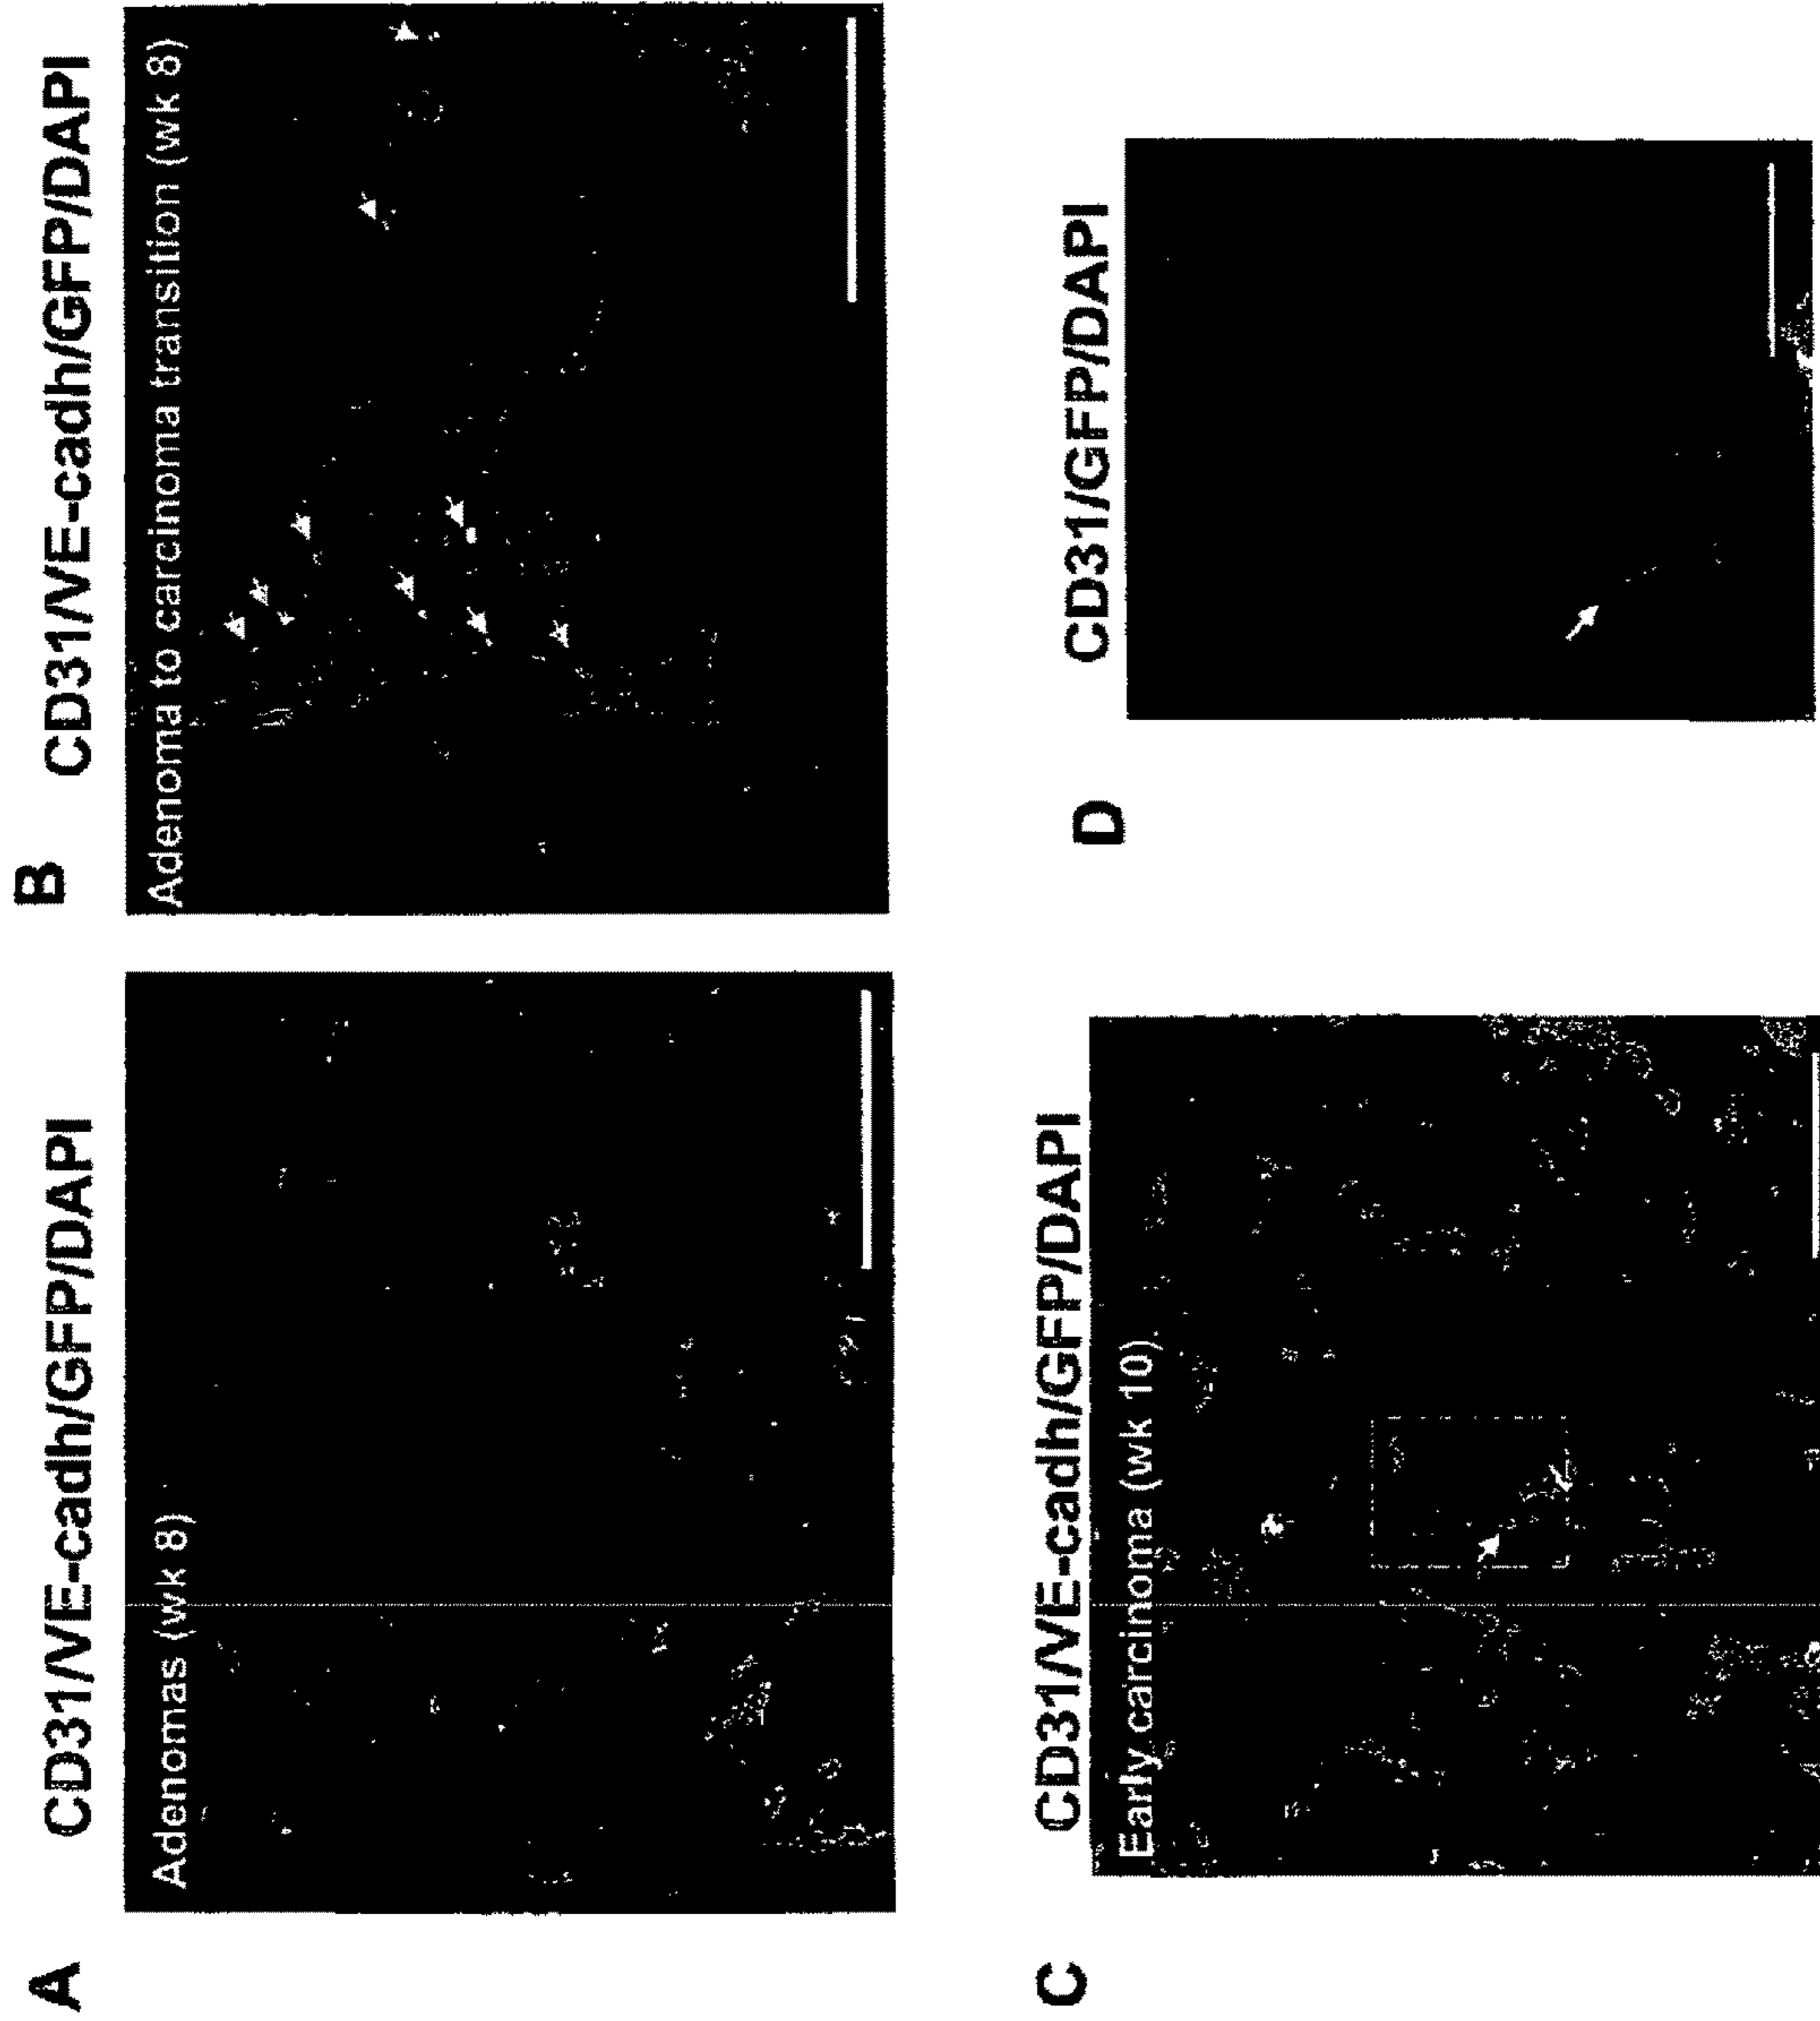 A CD31/VE-cadh/GFP/DAPI
Adenomas (wk 8)
B CD31/VE-cadh/GFP/DAPI
Adenoma to carcinoma transition (wk 8)
C CD31/VE-cadh/GFP/DAPI
Early carcinoma (wk 10)
D CD31/GFP/DAPI